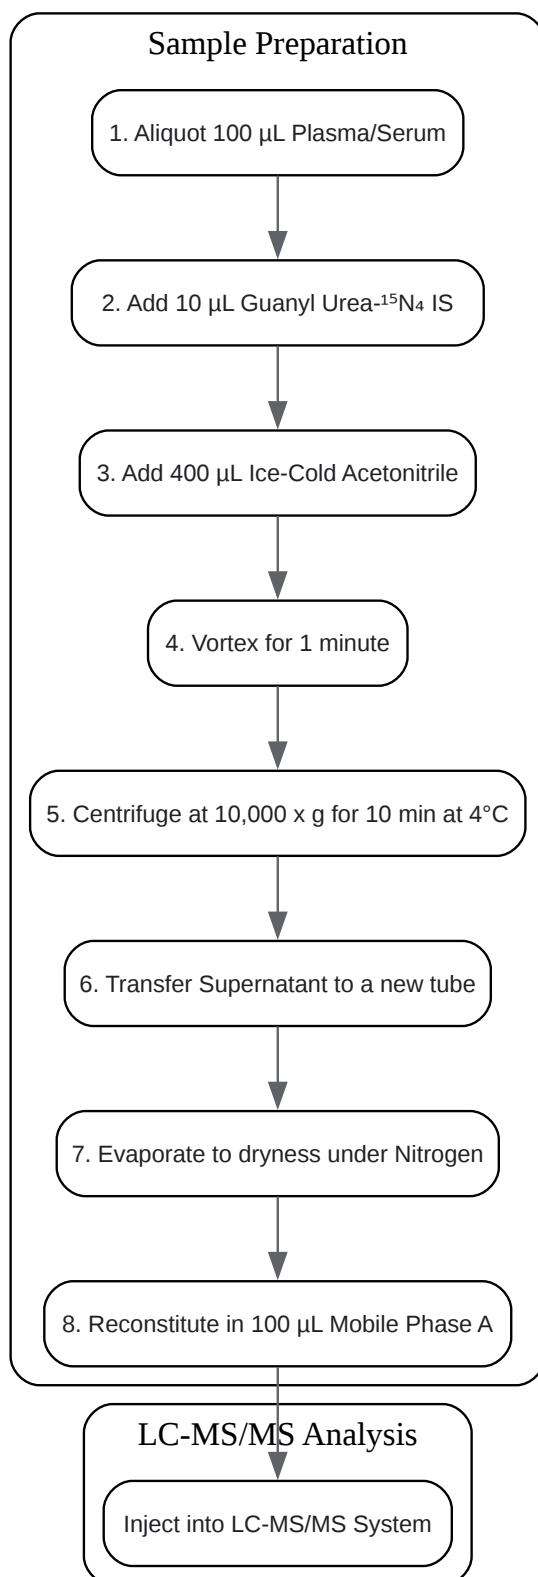 Sample Preparation
1. Aliquot 100 µL Plasma/Serum
2. Add 10 µL Guanyl Urea-¹⁵N₄ IS
3. Add 400 µL Ice-Cold Acetonitrile
4. Vortex for 1 minute
5. Centrifuge at 10,000 x g for 10 min at 4°C
6. Transfer Supernatant to a new tube
7. Evaporate to dryness under Nitrogen
8. Reconstitute in 100 µL Mobile Phase A
LC-MS/MS Analysis
Inject into LC-MS/MS System